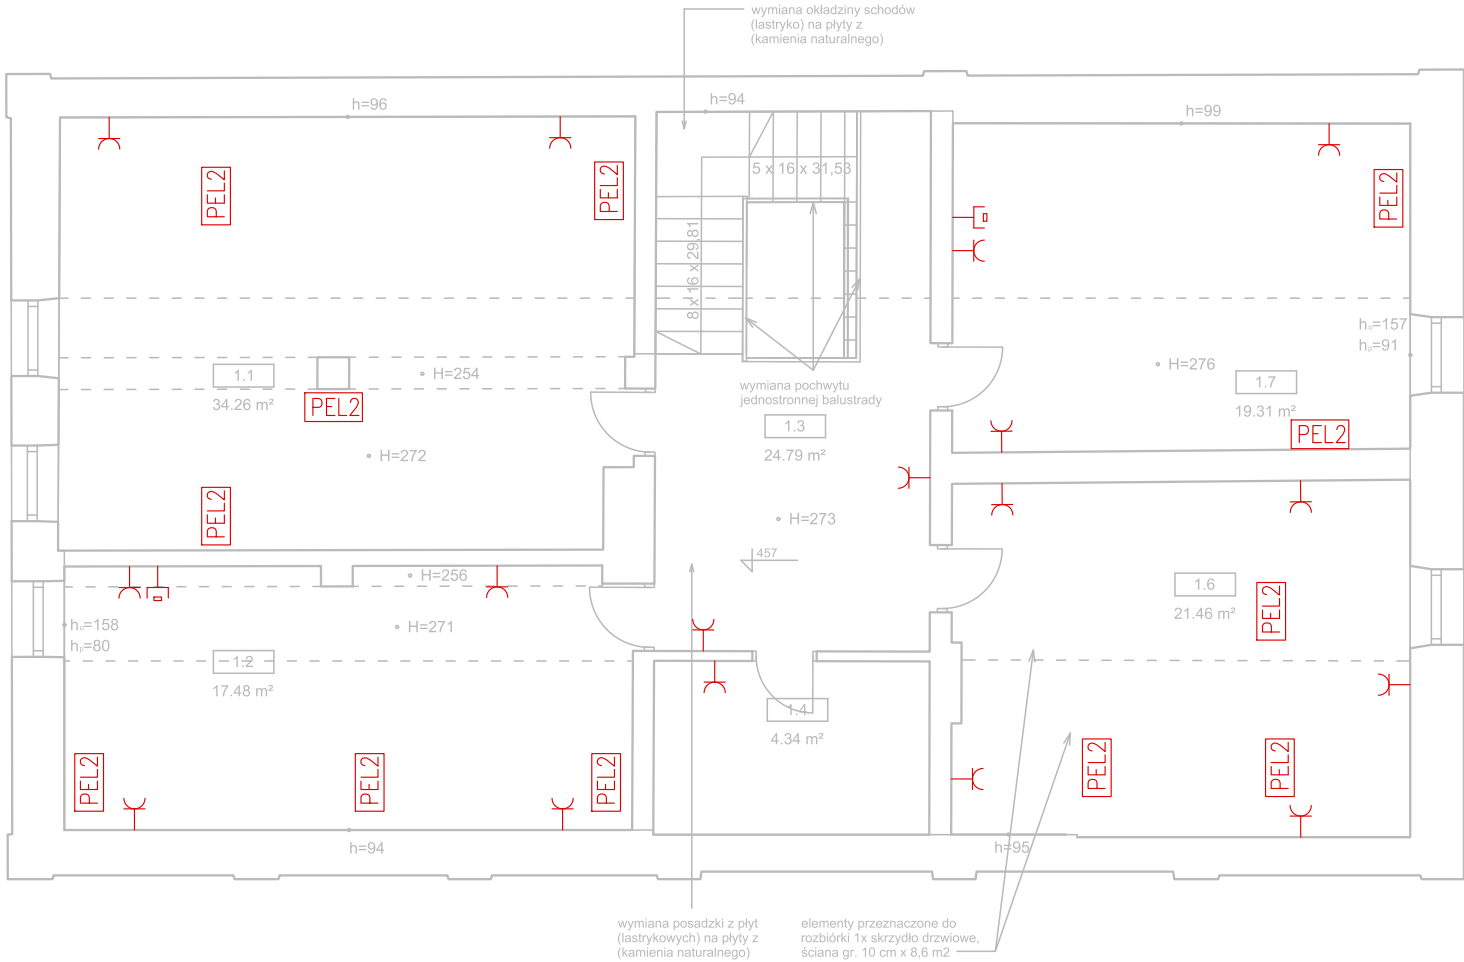 wymiana okładziny schodów
(lastryko) na płyty z
(kamienia naturalnego)
h=96
h=94
h=99
5 x 16 x 31,53
PEL2
PEL2
PEL2
8 x 16 x 29,81
hₒ=157
hₚ=91
H=254
H=276
1.1
34.26 m²
1.7
19.31 m²
wymiana pochwytu
jednostronnej balustrady
PEL2
1.3
24.79 m²
PEL2
H=272
PEL2
H=273
457
H=256
1.6
21.46 m²
PEL2
hₒ=158
hₚ=80
H=271
1.2
17.48 m²
1.4
4.34 m²
PEL2
PEL2
PEL2
PEL2
PEL2
h=94
h=95
wymiana posadzki z płyt
(lastrykowych) na płyty z
(kamienia naturalnego)
elementy przeznaczone do
rozbiórki 1x skrzydło drzwiowe,
ściana gr. 10 cm x 8,6 m2